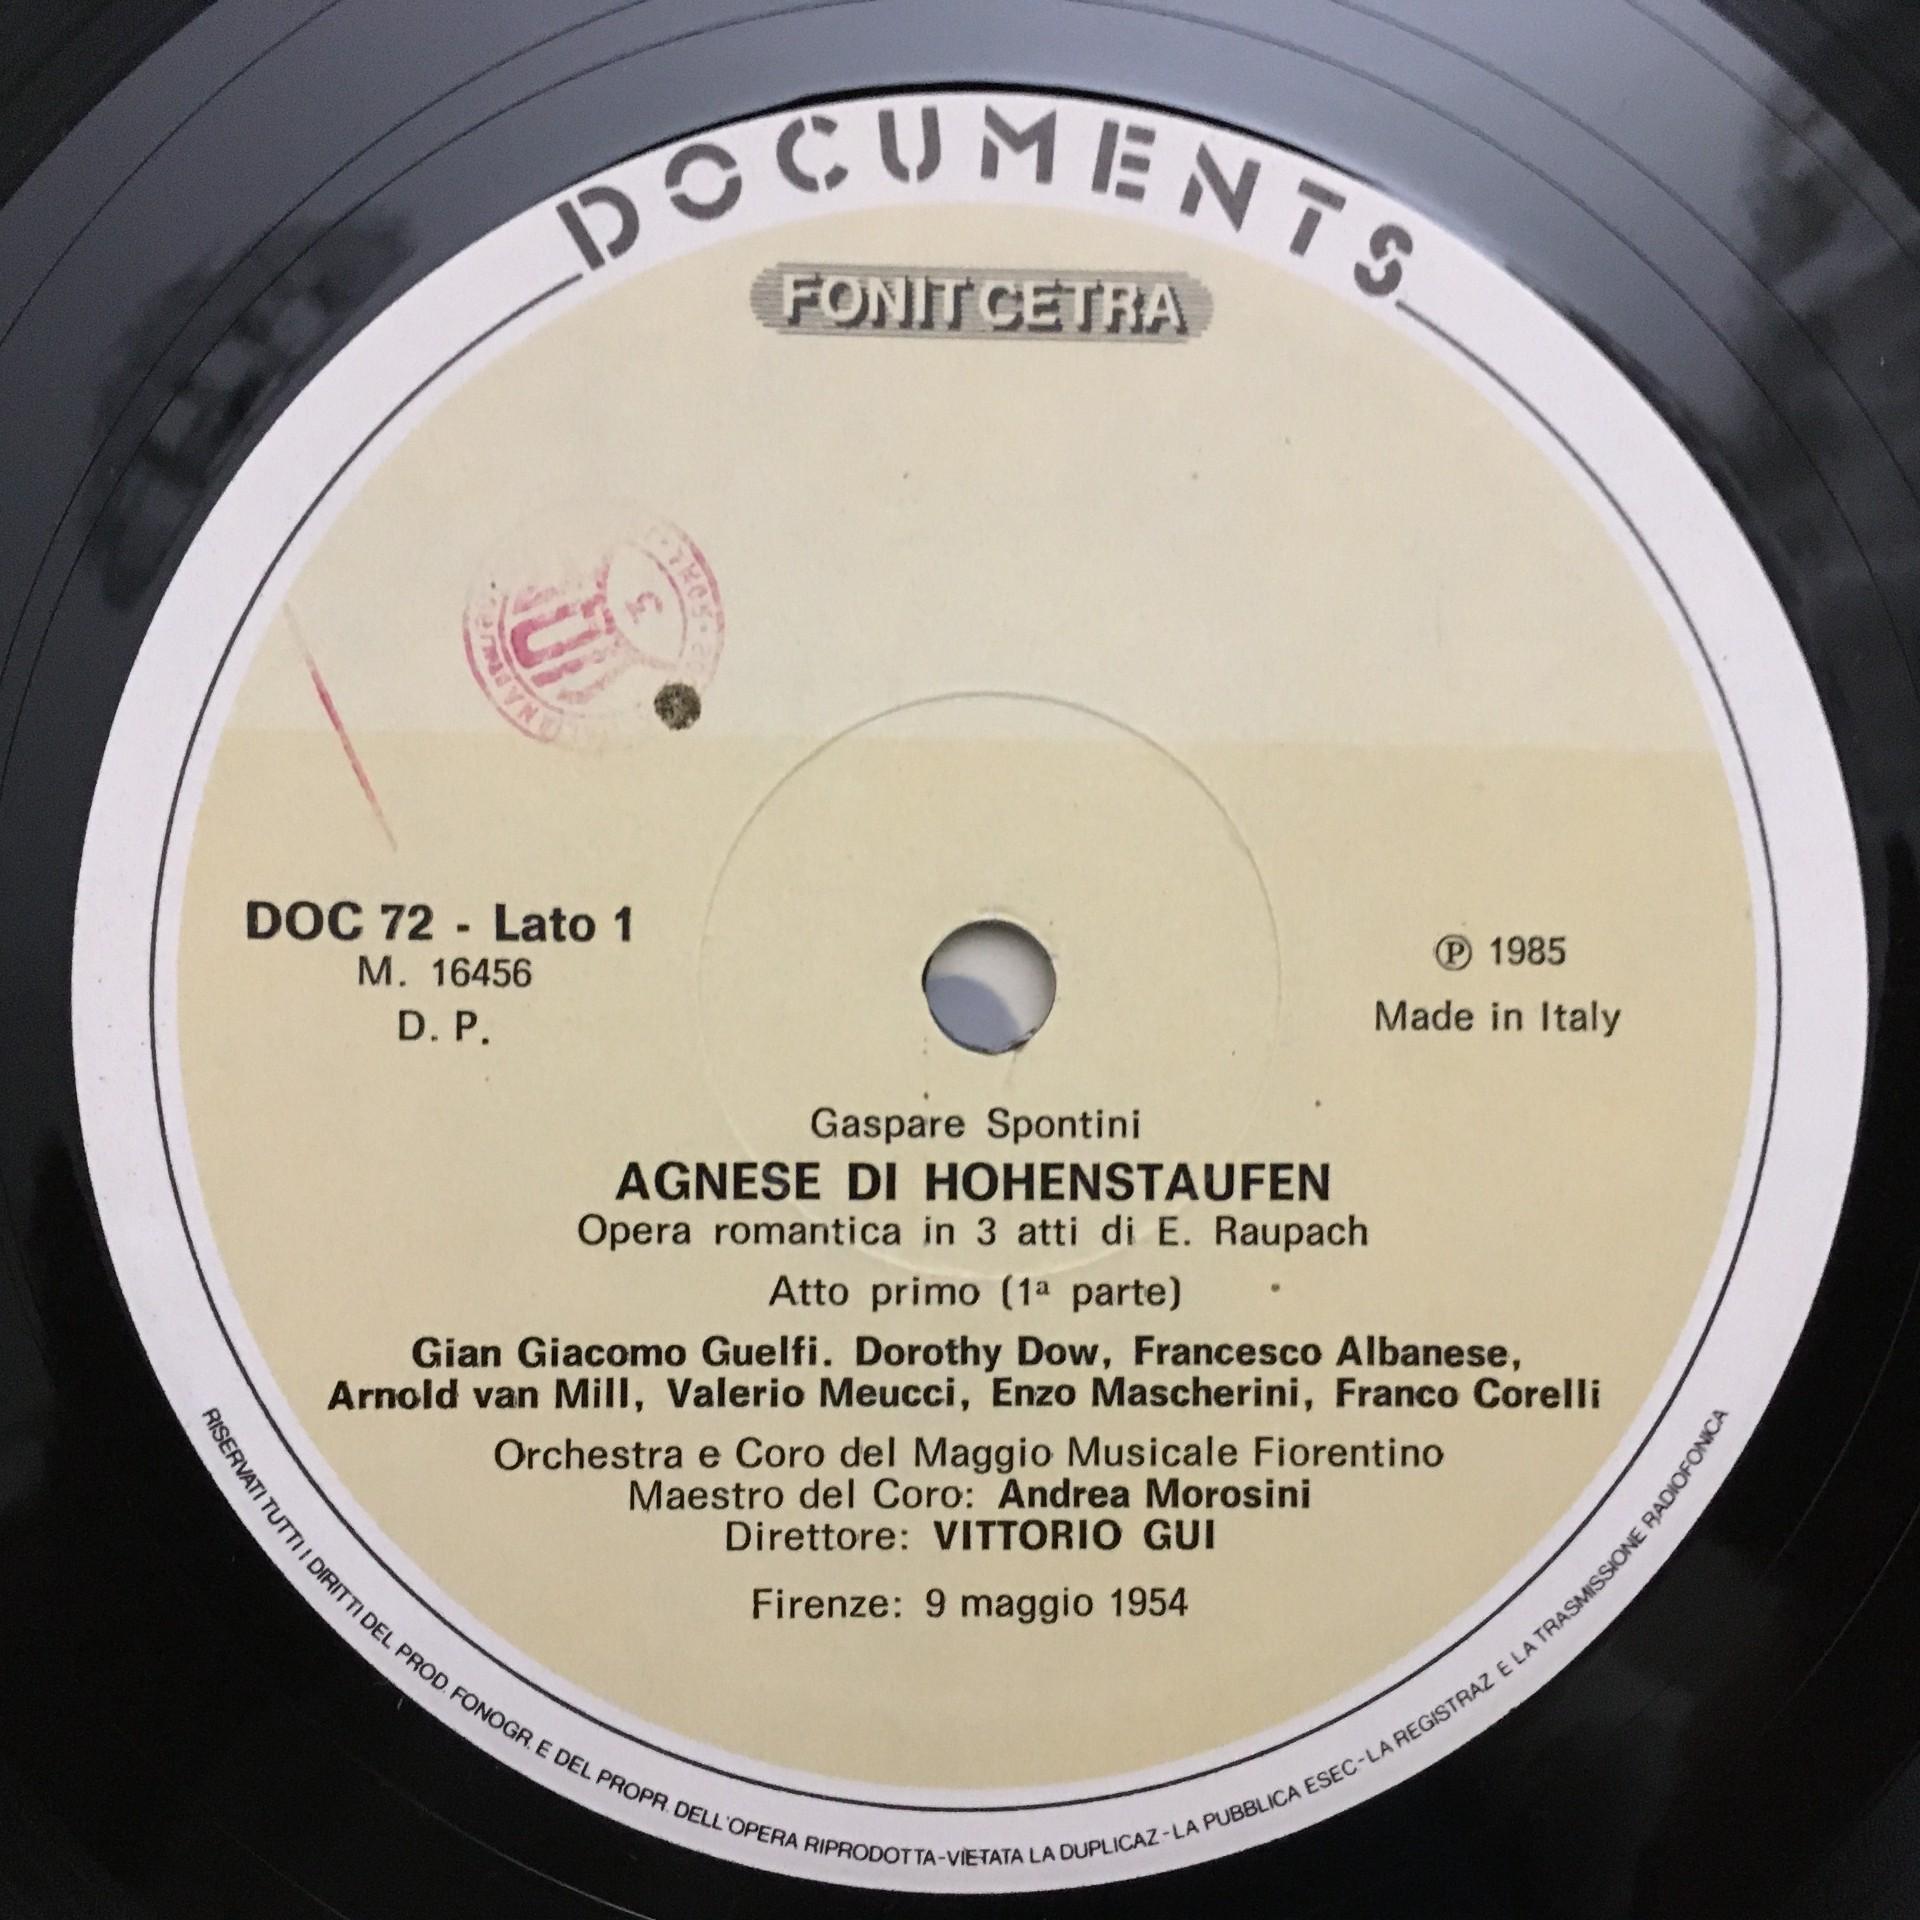 DOCUMENTS
FONIT CETRA
DOC 72 - Lato 1
M. 16456
D. P.
℗ 1985
Made in Italy
Gaspare Spontini
AGNESE DI HOHENSTAUFEN
Opera romantica in 3 atti di E. Raupach
Atto primo (1ª parte)
Gian Giacomo Guelfi. Dorothy Dow, Francesco Albanese,
Arnold van Mill, Valerio Meucci, Enzo Mascherini, Franco Corelli
Orchestra e Coro del Maggio Musicale Fiorentino
Maestro del Coro: Andrea Morosini
Direttore: VITTORIO GUI
Firenze: 9 maggio 1954
RISERVATI TUTTI I DIRITTI DEL PROD. FONOGR. E DEL PROPR. DELL'OPERA RIPRODOTTA-VIETATA LA DUPLICAZ-LA PUBBLICA ESEC-LA REGISTRAZ E LA TRASMISSIONE RADIOFONICA